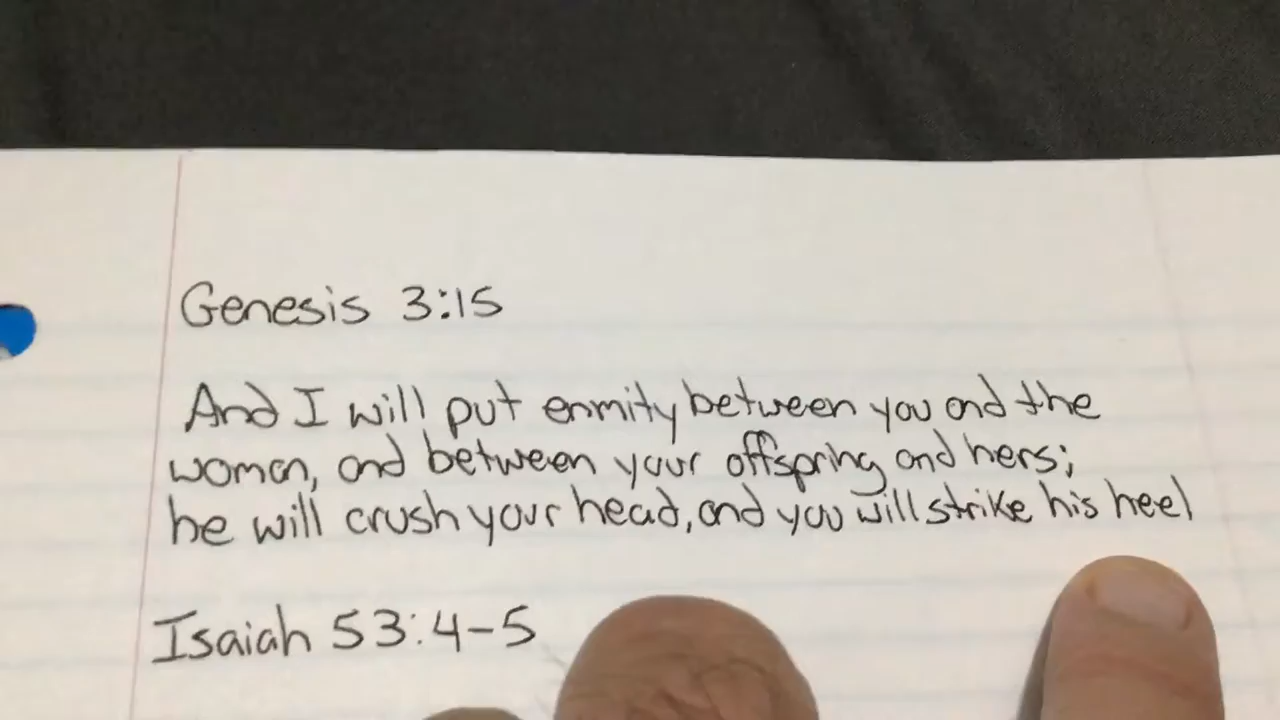 Genesis 3:15
And I will put enmity between you and the
woman, and between your offspring and hers;
he will crush your head, and you will strike his heel
Isaiah 53:4-5